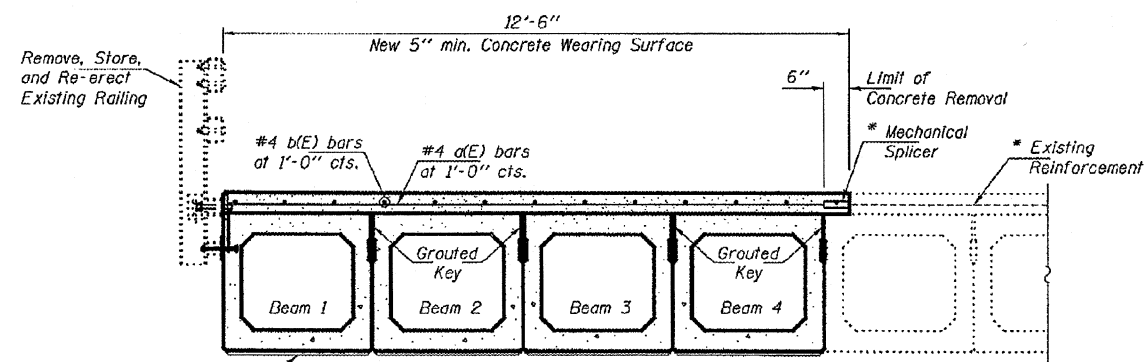 12'-6"
New 5" min. Concrete Wearing Surface
Remove, Store,
and Re-erect
Existing Railing
6"
Limit of
Concrete Removal
* Mechanical
Splicer
* Existing
Reinforcement
#4 b(E) bars
at 1'-0" cts.
#4 a(E) bars
at 1'-0" cts.
Grouted
Key
Grouted
Key
Beam 1
Beam 2
Beam 3
Beam 4